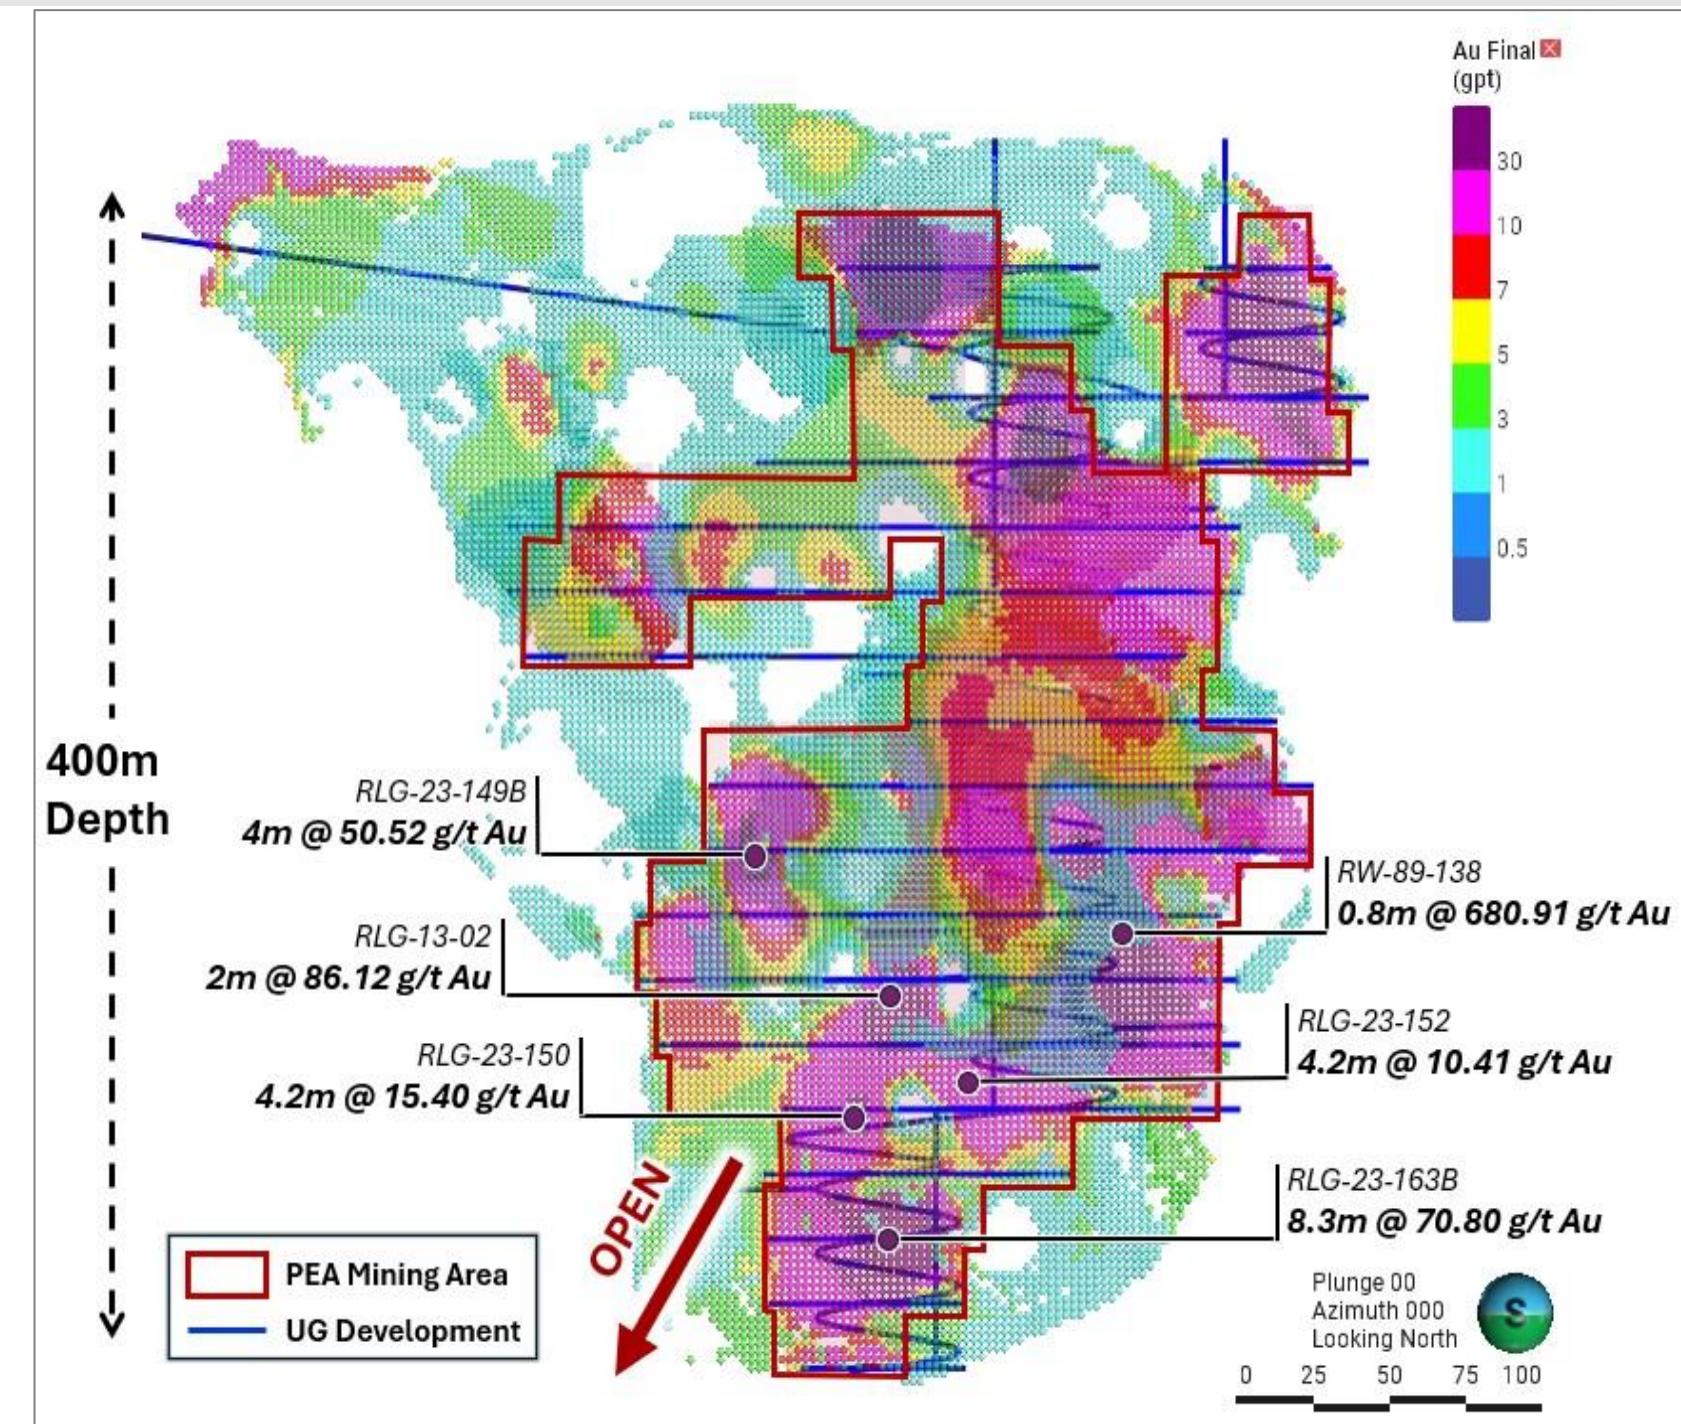 Au Final
(gpt)
30
10
7
5
3
1
0.5
400m
Depth
RLG-23-149B
4m @ 50.52 g/t Au
RW-89-138
0.8m @ 680.91 g/t Au
RLG-13-02
2m @ 86.12 g/t Au
RLG-23-152
4.2m @ 10.41 g/t Au
RLG-23-150
4.2m @ 15.40 g/t Au
RLG-23-163B
8.3m @ 70.80 g/t Au
OPEN
PEA Mining Area
UG Development
Plunge 00
Azimuth 000
Looking North
S
0 25 50 75 100